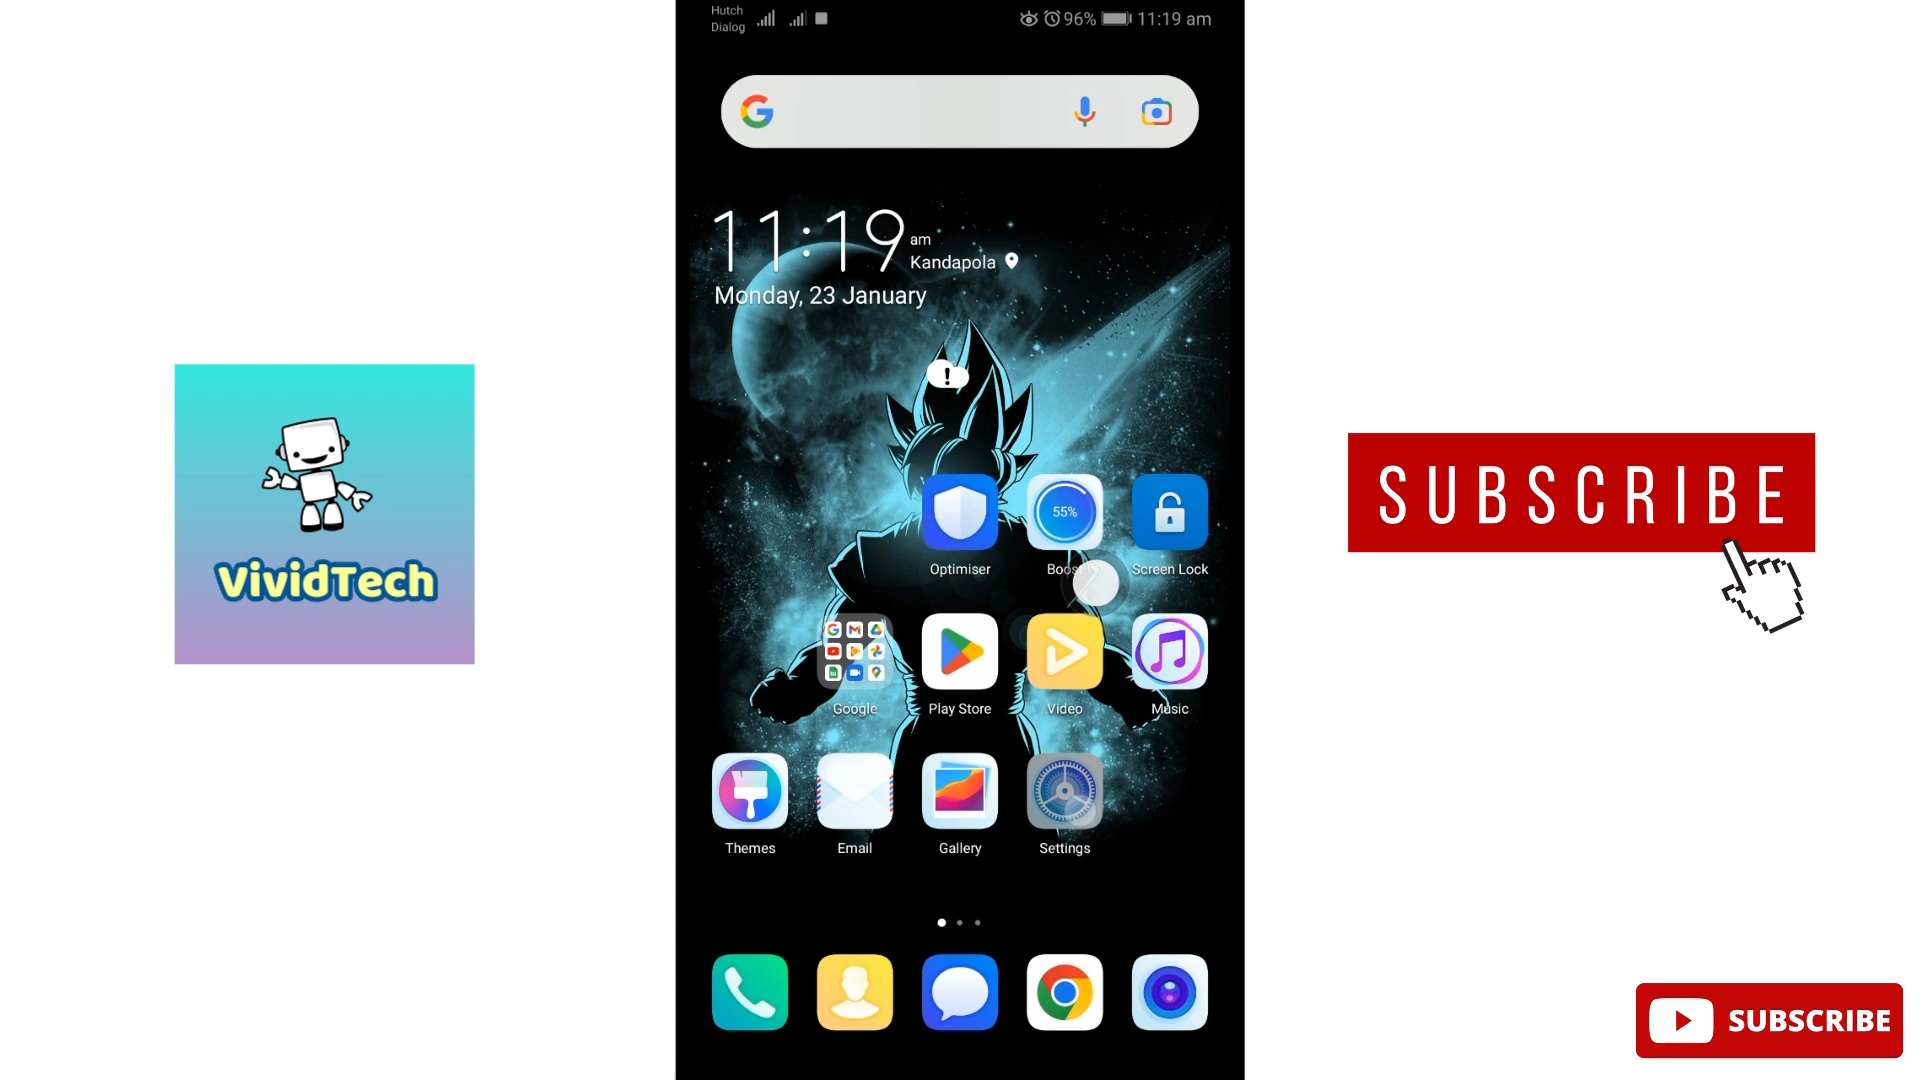 Hutch
Dialog
96%
11:19 am
11:19 am
Kandapola
Monday, 23 January
55%
Optimiser
Boost
Screen Lock
Google
Play Store
Video
Music
Themes
Email
Gallery
Settings
VividTech
SUBSCRIBE
SUBSCRIBE